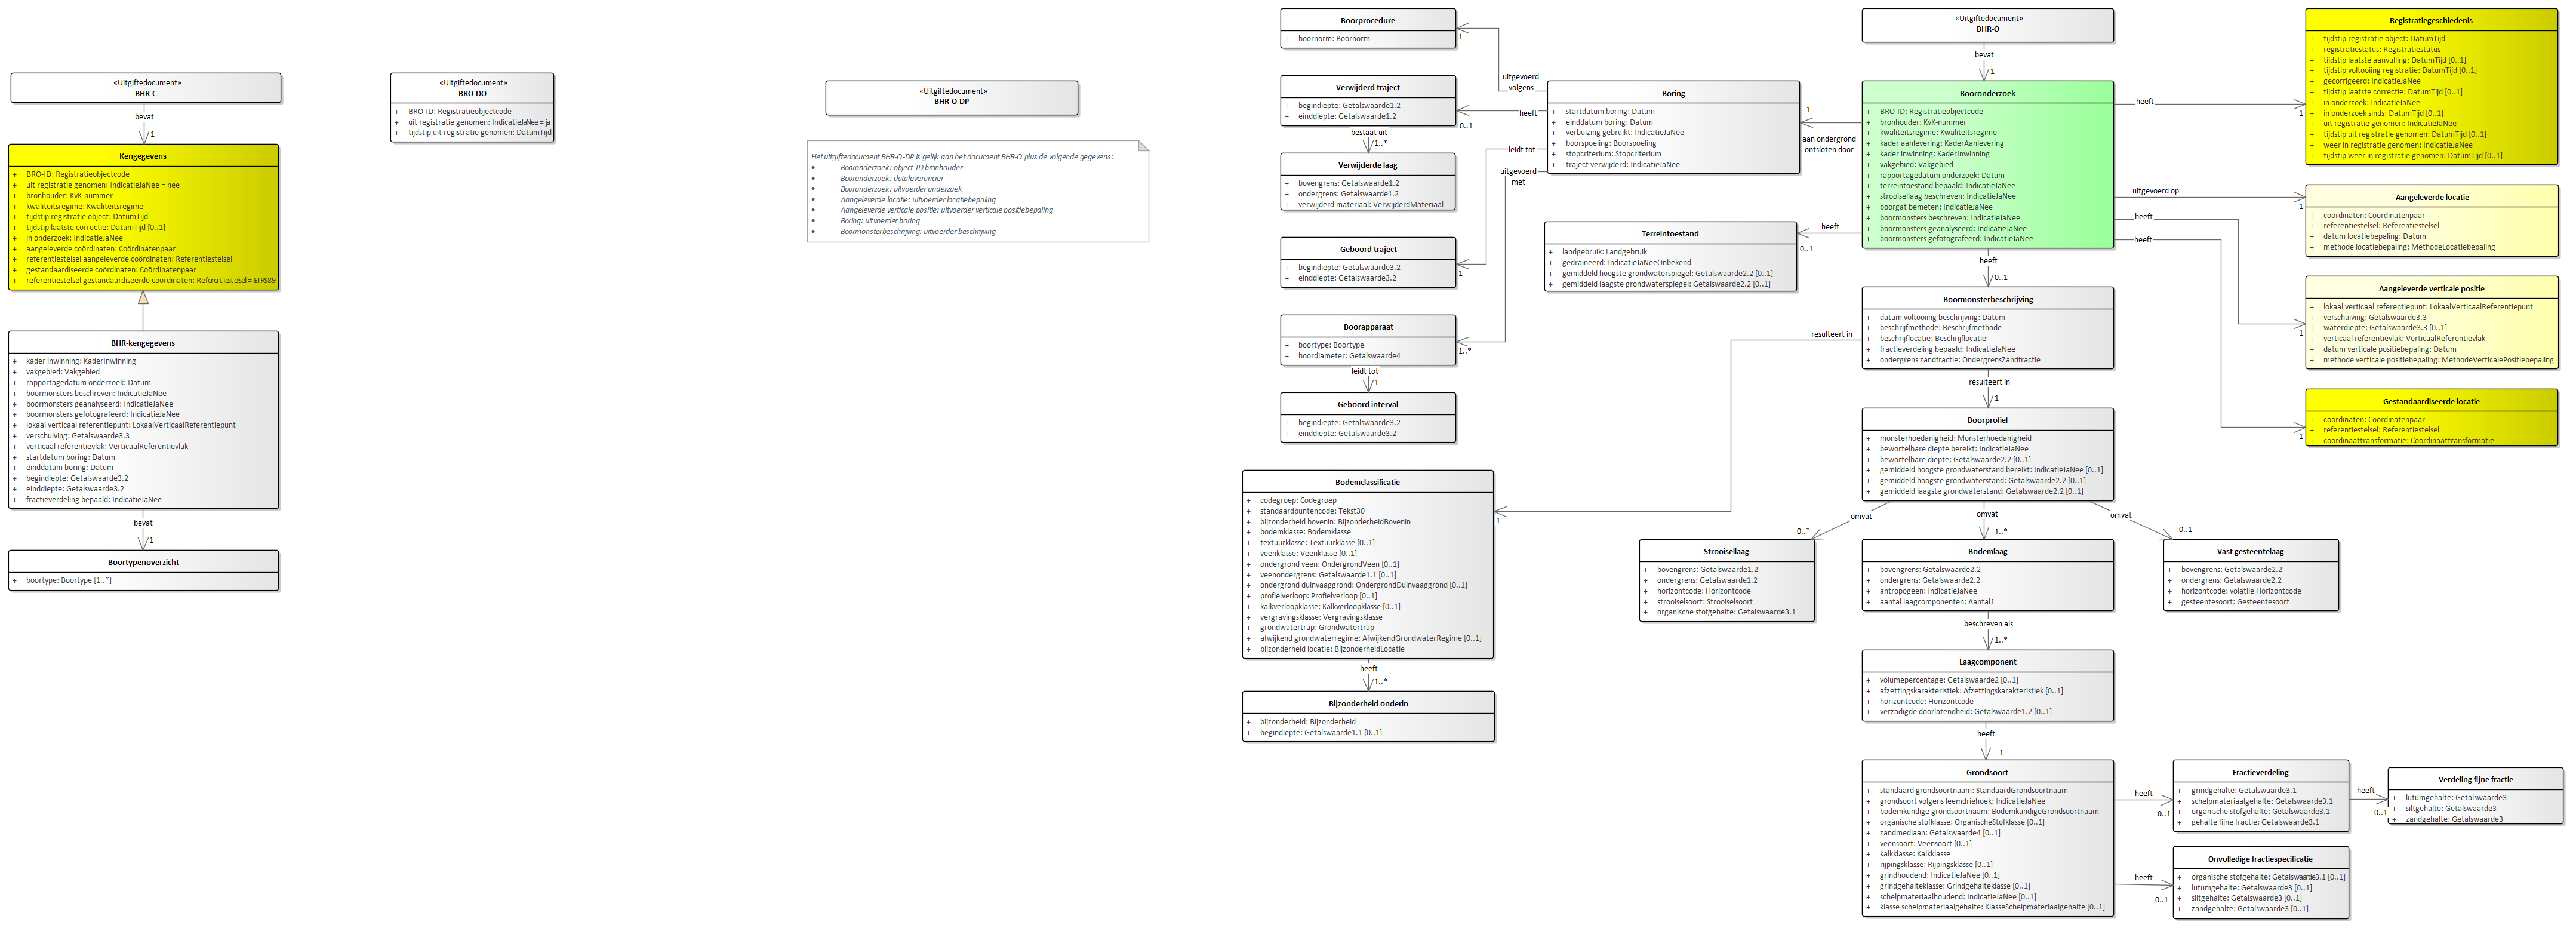 «Uitgiftedocument»
BHR-C
bevat
1
Kengegevens
+ BRO-ID: Registratieobjectcode
+ uit registratie genomen: IndicatieJaNee = nee
+ bronhouder: KvK-nummer
+ kwaliteitsregime: Kwaliteitsregime
+ tijdstip registratie object: DatumTijd
+ tijdstip laatste correctie: DatumTijd [0..1]
+ in onderzoek: IndicatieJaNee
+ aangeleverde coördinaten: Coördinatenpaar
+ referentiestelsel aangeleverde coördinaten: Referentiestelsel
+ gestandaardiseerde coördinaten: Coördinatenpaar
+ referentiestelsel gestandaardiseerde coördinaten: Referentiestelsel = ETRS89
BHR-kengegevens
+ kader inwinning: KaderInwinning
+ vakgebied: Vakgebied
+ rapportagedatum onderzoek: Datum
+ boormonsters beschreven: IndicatieJaNee
+ boormonsters geanalyseerd: IndicatieJaNee
+ boormonsters gefotografeerd: IndicatieJaNee
+ lokaal verticaal referentiepunt: LokaalVerticaalReferentiepunt
+ verschuiving: Getalswaarde3.3
+ verticaal referentievlak: VerticaalReferentievlak
+ startdatum boring: Datum
+ einddatum boring: Datum
+ begindiepte: Getalswaarde3.2
+ einddiepte: Getalswaarde3.2
+ fractieverdeling bepaald: IndicatieJaNee
bevat
1
Boortypenoverzicht
+ boortype: Boortype [1..*]
«Uitgiftedocument»
BRO-DO
+ BRO-ID: Registratieobjectcode
+ uit registratie genomen: IndicatieJaNee = ja
+ tijdstip uit registratie genomen: DatumTijd
«Uitgiftedocument»
BHR-O-DP
Het uitgiftedocument BHR-O-DP is gelijk aan het document BHR-O plus de volgende gegevens:
• Booronderzoek: object-ID bronhouder
• Booronderzoek: dataleverancier
• Booronderzoek: uitvoerder onderzoek
• Aangeleverde locatie: uitvoerder locatiebepaling
• Aangeleverde verticale positie: uitvoerder verticale positiebepaling
• Boring: uitvoerder boring
• Boormonsterbeschrijving: uitvoerder beschrijving
Boorprocedure
+ boornorm: Boornorm
1
uitgevoerd
volgens
Verwijderd traject
+ begindiepte: Getalswaarde1.2
+ einddiepte: Getalswaarde1.2
heeft
0..1
bestaat uit
1..*
Verwijderde laag
+ bovengrens: Getalswaarde1.2
+ ondergrens: Getalswaarde1.2
+ verwijderd materiaal: VerwijderdMateriaal
leidt tot
uitgevoerd
met
Geboord traject
+ begindiepte: Getalswaarde3.2
+ einddiepte: Getalswaarde3.2
1
Boorapparaat
+ boortype: Boortype
+ boordiameter: Getalswaarde4
1..*
leidt tot
1
Geboord interval
+ begindiepte: Getalswaarde3.2
+ einddiepte: Getalswaarde3.2
Bodemclassificatie
+ codegroep: Codegroep
+ standaardpuntencode: Tekst30
+ bijzonderheid bovenin: BijzonderheidBovenin
+ bodemklasse: Bodemklasse
+ textuurklasse: Textuurklasse [0..1]
+ veenklasse: Veenklasse [0..1]
+ ondergrond veen: OndergrondVeen [0..1]
+ veenondergrens: Getalswaarde1.1 [0..1]
+ ondergrond duinvaaggrond: OndergrondDuinvaaggrond [0..1]
+ profielverloop: Profielverloop [0..1]
+ kalkverloopklasse: Kalkverloopklasse [0..1]
+ vergravingsklasse: Vergravingsklasse
+ grondwatertrap: Grondwatertrap
+ afwijkend grondwaterregime: AfwijkendGrondwaterRegime [0..1]
+ bijzonderheid locatie: BijzonderheidLocatie
1
heeft
1..*
Bijzonderheid onderin
+ bijzonderheid: Bijzonderheid
+ begindiepte: Getalswaarde1.1 [0..1]
Boring
+ startdatum boring: Datum
+ einddatum boring: Datum
+ verbuizing gebruikt: IndicatieJaNee
+ boorspoeling: Boorspoeling
+ stopcriterium: Stopcriterium
+ traject verwijderd: IndicatieJaNee
1
aan ondergrond
ontsloten door
Terreintoestand
+ landgebruik: Landgebruik
+ gedraineerd: IndicatieJaNeeOnbekend
+ gemiddeld hoogste grondwaterspiegel: Getalswaarde2.2 [0..1]
+ gemiddeld laagste grondwaterspiegel: Getalswaarde2.2 [0..1]
heeft
0..1
resulteert in
«Uitgiftedocument»
BHR-O
bevat
1
Booronderzoek
+ BRO-ID: Registratieobjectcode
+ bronhouder: KvK-nummer
+ kwaliteitsregime: Kwaliteitsregime
+ kader aanlevering: KaderAanlevering
+ kader inwinning: KaderInwinning
+ vakgebied: Vakgebied
+ rapportagedatum onderzoek: Datum
+ terreintoestand bepaald: IndicatieJaNee
+ strooisellaag beschreven: IndicatieJaNee
+ boorgat bemeten: IndicatieJaNee
+ boormonsters beschreven: IndicatieJaNee
+ boormonsters geanalyseerd: IndicatieJaNee
+ boormonsters gefotografeerd: IndicatieJaNee
heeft
0..1
Boormonsterbeschrijving
+ datum voltooiing beschrijving: Datum
+ beschrijfmethode: Beschrijfmethode
+ beschrijflocatie: Beschrijflocatie
+ fractieverdeling bepaald: IndicatieJaNee
+ ondergrens zandfractie: OndergrensZandfractie
resulteert in
1
Boorprofiel
+ monsterhoedanigheid: Monsterhoedanigheid
+ bewortelbare diepte bereikt: IndicatieJaNee
+ bewortelbare diepte: Getalswaarde2.2 [0..1]
+ gemiddeld hoogste grondwaterstand bereikt: IndicatieJaNee [0..1]
+ gemiddeld hoogste grondwaterstand: Getalswaarde2.2 [0..1]
+ gemiddeld laagste grondwaterstand: Getalswaarde2.2 [0..1]
omvat
omvat
omvat
0..*
1..*
0..1
Strooisellaag
+ bovengrens: Getalswaarde1.2
+ ondergrens: Getalswaarde1.2
+ horizontcode: Horizontcode
+ strooiselsoort: Strooiselsoort
+ organische stofgehalte: Getalswaarde3.1
Bodemlaag
+ bovengrens: Getalswaarde2.2
+ ondergrens: Getalswaarde2.2
+ antropogeen: IndicatieJaNee
+ aantal laagcomponenten: Aantal1
Vast gesteentelaag
+ bovengrens: Getalswaarde2.2
+ ondergrens: Getalswaarde2.2
+ horizontcode: volatile Horizontcode
+ gesteentesoort: Gesteentesoort
beschreven als
1..*
Laagcomponent
+ volumepercentage: Getalswaarde2 [0..1]
+ afzettingskarakteristiek: Afzettingskarakteristiek [0..1]
+ horizontcode: Horizontcode
+ verzadigde doorlatendheid: Getalswaarde1.2 [0..1]
heeft
1
Grondsoort
+ standaard grondsoortnaam: StandaardGrondsoortnaam
+ grondsoort volgens leemdriehoek: IndicatieJaNee
+ bodemkundige grondsoortnaam: BodemkundigeGrondsoortnaam
+ organische stofklasse: OrganischeStofklasse [0..1]
+ zandmediaan: Getalswaarde4 [0..1]
+ veensoort: Veensoort [0..1]
+ kalkklasse: Kalkklasse
+ rijpingsklasse: Rijpingsklasse [0..1]
+ grindhoudend: IndicatieJaNee [0..1]
+ grindgehalteklasse: Grindgehalteklasse [0..1]
+ schelpmateriaalhoudend: IndicatieJaNee [0..1]
+ klasse schelpmateriaalgehalte: KlasseSchelpmateriaalgehalte [0..1]
heeft
0..1
Fractieverdeling
+ grindgehalte: Getalswaarde3.1
+ schelpmateriaalgehalte: Getalswaarde3.1
+ organische stofgehalte: Getalswaarde3.1
+ gehalte fijne fractie: Getalswaarde3.1
heeft
0..1
Verdeling fijne fractie
+ lutumgehalte: Getalswaarde3
+ siltgehalte: Getalswaarde3
+ zandgehalte: Getalswaarde3
heeft
0..1
Onvolledige fractiespecificatie
+ organische stofgehalte: Getalswaarde3.1 [0..1]
+ lutumgehalte: Getalswaarde3 [0..1]
+ siltgehalte: Getalswaarde3 [0..1]
+ zandgehalte: Getalswaarde3 [0..1]
heeft
1
Registratiegeschiedenis
+ tijdstip registratie object: DatumTijd
+ registratiestatus: Registratiestatus
+ tijdstip laatste aanvulling: DatumTijd [0..1]
+ tijdstip voltooiing registratie: DatumTijd [0..1]
+ gecorrigeerd: IndicatieJaNee
+ tijdstip laatste correctie: DatumTijd [0..1]
+ in onderzoek: IndicatieJaNee
+ in onderzoek sinds: DatumTijd [0..1]
+ uit registratie genomen: IndicatieJaNee
+ tijdstip uit registratie genomen: DatumTijd [0..1]
+ weer in registratie genomen: IndicatieJaNee
+ tijdstip weer in registratie genomen: DatumTijd [0..1]
uitgevoerd op
1
Aangeleverde locatie
+ coördinaten: Coördinatenpaar
+ referentiestelsel: Referentiestelsel
+ datum locatiebepaling: Datum
+ methode locatiebepaling: MethodeLocatiebepaling
heeft
1
Aangeleverde verticale positie
+ lokaal verticaal referentiepunt: LokaalVerticaalReferentiepunt
+ verschuiving: Getalswaarde3.3
+ waterdiepte: Getalswaarde3.3 [0..1]
+ verticaal referentievlak: VerticaalReferentievlak
+ datum verticale positiebepaling: Datum
+ methode verticale positiebepaling: MethodeVerticalePositiebepaling
heeft
1
Gestandaardiseerde locatie
+ coördinaten: Coördinatenpaar
+ referentiestelsel: Referentiestelsel
+ coördinaattransformatie: Coördinaattransformatie